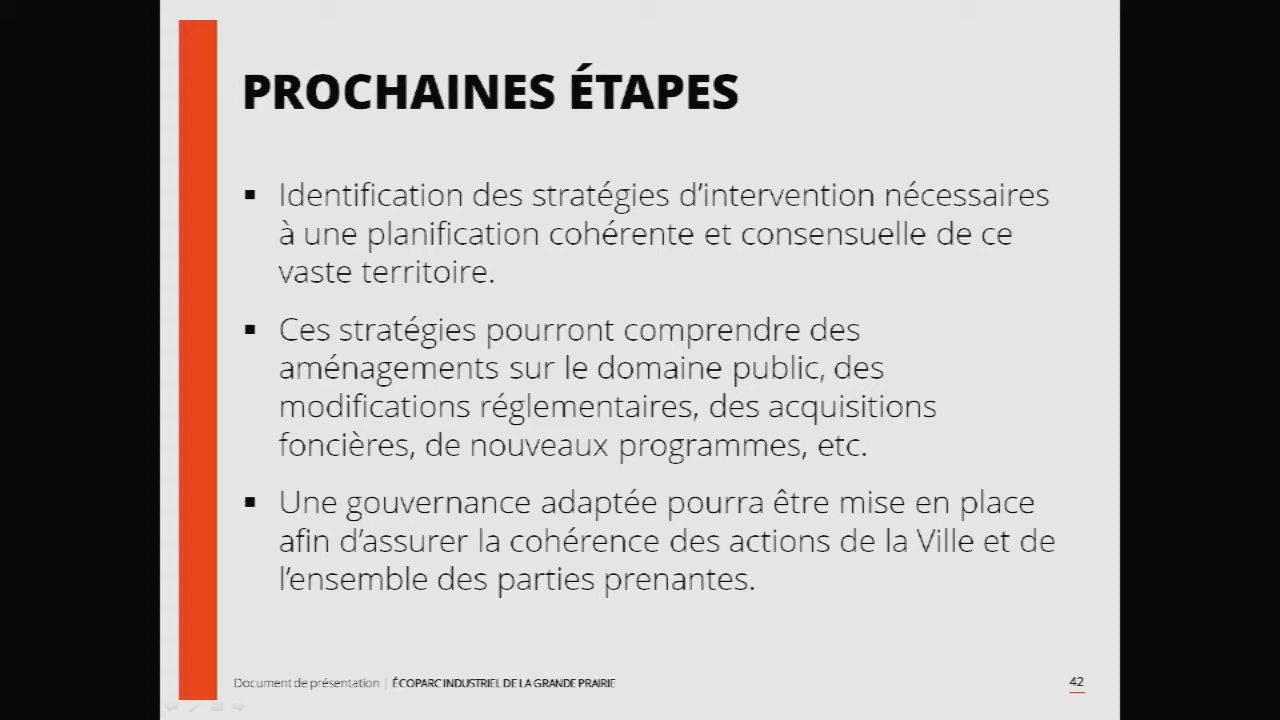 PROCHAINES ÉTAPES
▪ Identification des stratégies d'intervention nécessaires
à une planification cohérente et consensuelle de ce
vaste territoire.
▪ Ces stratégies pourront comprendre des
aménagements sur le domaine public, des
modifications réglementaires, des acquisitions
foncières, de nouveaux programmes, etc.
▪ Une gouvernance adaptée pourra être mise en place
afin d'assurer la cohérence des actions de la Ville et de
l'ensemble des parties prenantes.
Document de présentation | ÉCOPARC INDUSTRIEL DE LA GRANDE PRAIRIE
42